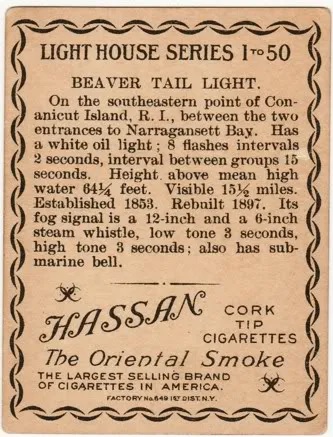 LIGHT HOUSE SERIES 1 TO 50
BEAVER TAIL LIGHT.
On the southeastern point of Con-
anicut Island, R. I., between the two
entrances to Narragansett Bay. Has
a white oil light; 8 flashes intervals
2 seconds, interval between groups 15
seconds. Height above mean high
water 64¼ feet. Visible 15½ miles.
Established 1853. Rebuilt 1897. Its
fog signal is a 12-inch and a 6-inch
steam whistle, low tone 3 seconds,
high tone 3 seconds; also has sub-
marine bell.
HASSAN
CORK
TIP
CIGARETTES
The Oriental Smoke
THE LARGEST SELLING BRAND
OF CIGARETTES IN AMERICA.
FACTORY No. 649 1ST DIST. N.Y.